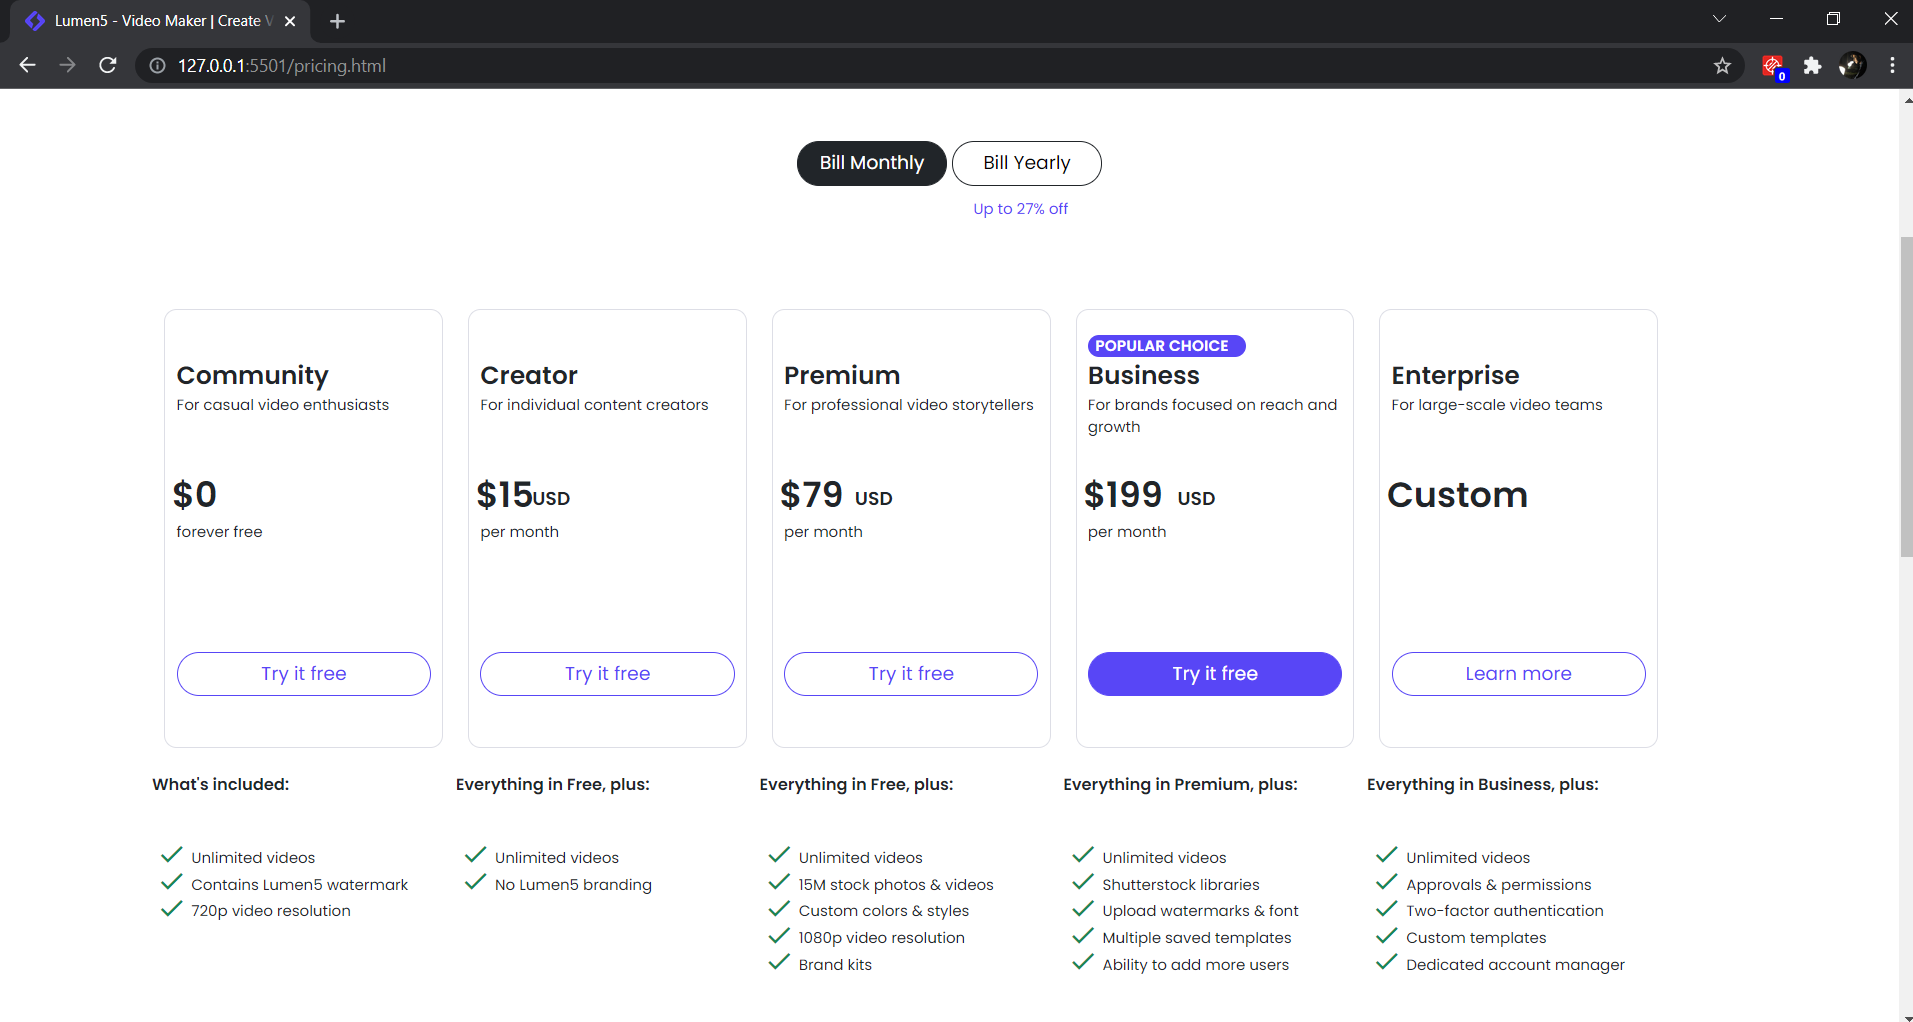 Lumen5 - Video Maker | Create V
127.0.0.1:5501/pricing.html
0
Bill Monthly
Bill Yearly
Up to 27% off
Community
For casual video enthusiasts
$0
forever free
Try it free
Creator
For individual content creators
$15USD
per month
Try it free
Premium
For professional video storytellers
$79 USD
per month
Try it free
POPULAR CHOICE
Business
For brands focused on reach and
growth
$199 USD
per month
Try it free
Enterprise
For large-scale video teams
Custom
Learn more
What's included:
Unlimited videos
Contains Lumen5 watermark
720p video resolution
Everything in Free, plus:
Unlimited videos
No Lumen5 branding
Everything in Free, plus:
Unlimited videos
15M stock photos & videos
Custom colors & styles
1080p video resolution
Brand kits
Everything in Premium, plus:
Unlimited videos
Shutterstock libraries
Upload watermarks & font
Multiple saved templates
Ability to add more users
Everything in Business, plus:
Unlimited videos
Approvals & permissions
Two-factor authentication
Custom templates
Dedicated account manager